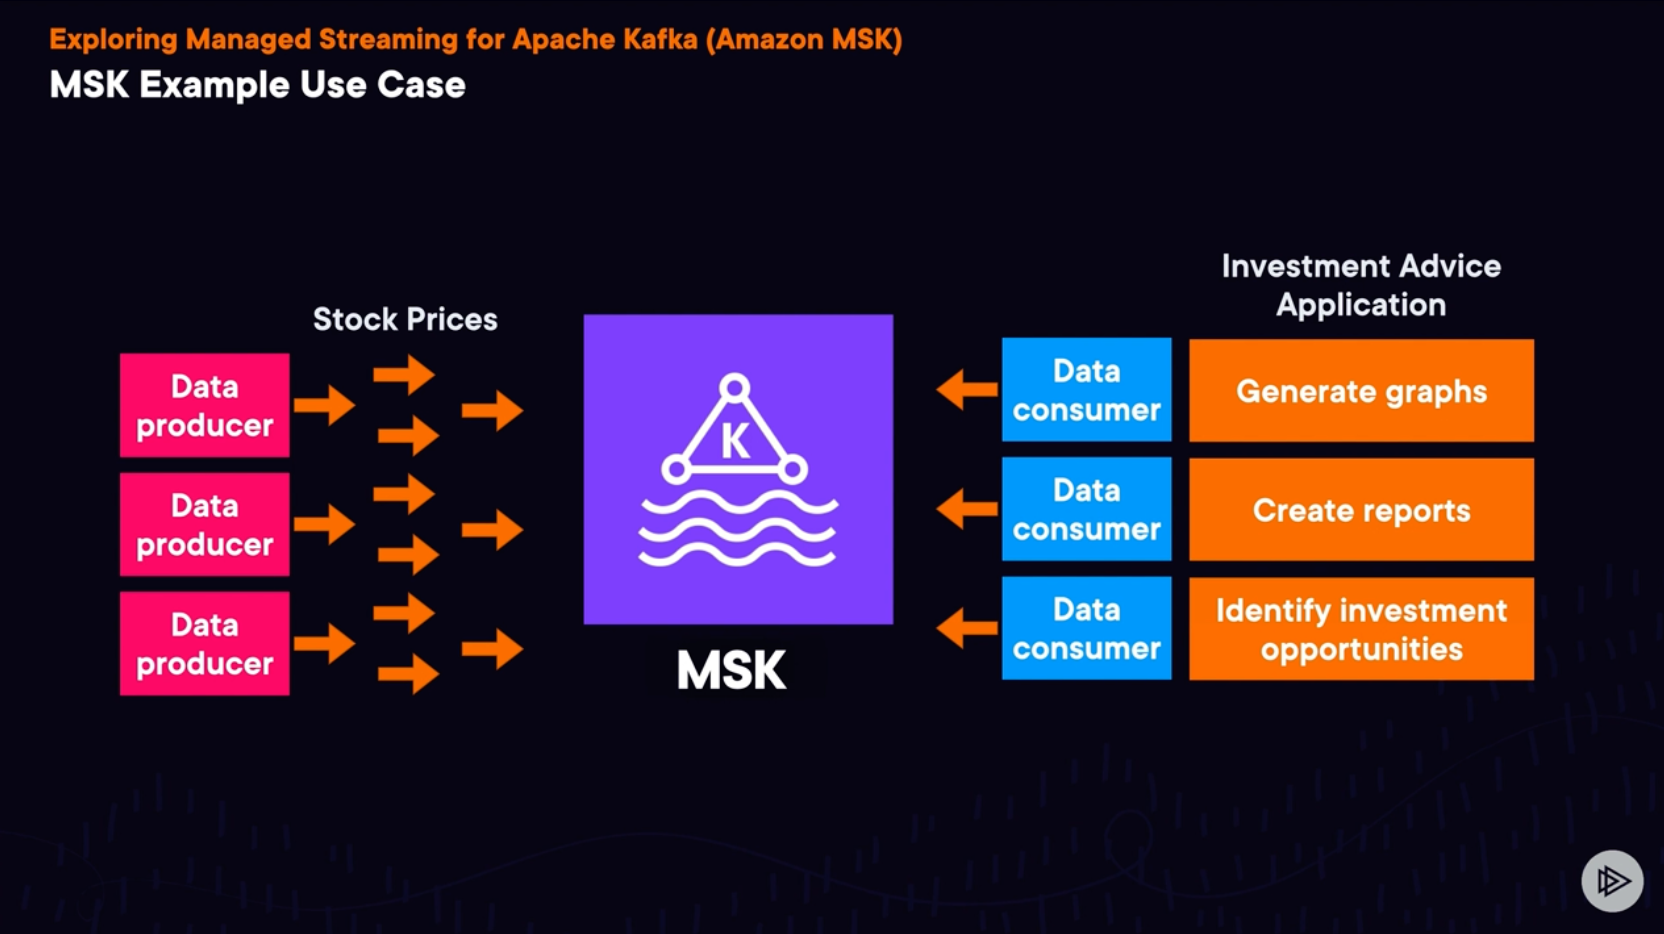 Exploring Managed Streaming for Apache Kafka (Amazon MSK)
MSK Example Use Case
Stock Prices
Data
producer
Data
producer
Data
producer
K
MSK
Investment Advice
Application
Data
consumer
Generate graphs
Data
consumer
Create reports
Data
consumer
Identify investment
opportunities